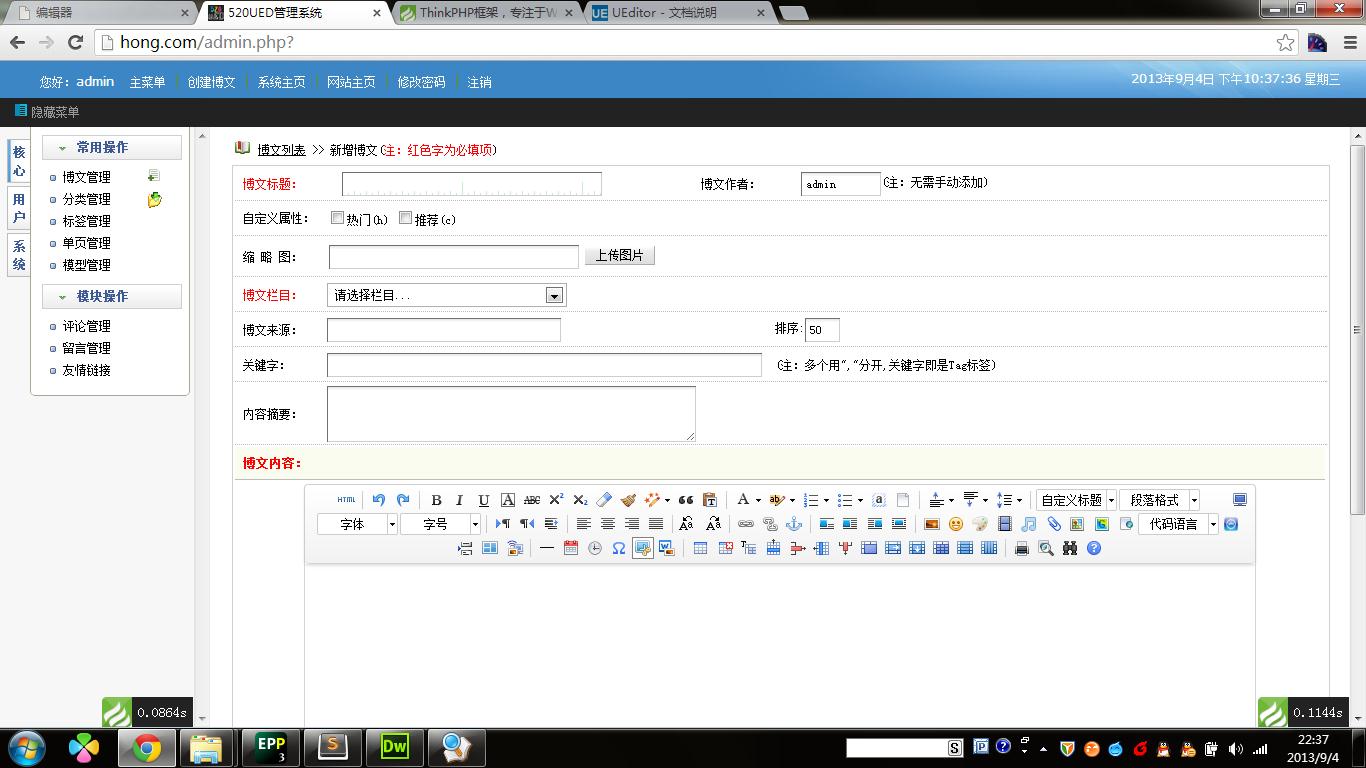 编辑器 520UED管理系统 ThinkPHP框架，专注于W UEditor - 文档说明
hong.com/admin.php?
您好：admin 主菜单 创建博文 系统主页 网站主页 修改密码 注销 2013年9月4日 下午10:37:36 星期三
隐藏菜单
核心
用户
系统
常用操作
博文管理
分类管理
标签管理
单页管理
模型管理
模块操作
评论管理
留言管理
友情链接
博文列表 >> 新增博文(注：红色字为必填项)
博文标题： 博文作者： admin (注：无需手动添加)
自定义属性： 热门(h) 推荐(c)
缩 略 图： 上传图片
博文栏目： 请选择栏目...
博文来源： 排序: 50
关键字： (注：多个用“,”分开,关键字即是Tag标签)
内容摘要：
博文内容：
HTML B I U A ABC X² X₂ A ab a 自定义标题 段落格式
字体 字号 代码语言
0.0864s 0.1144s
EPP 3 S Dw S P 22:37
2013/9/4